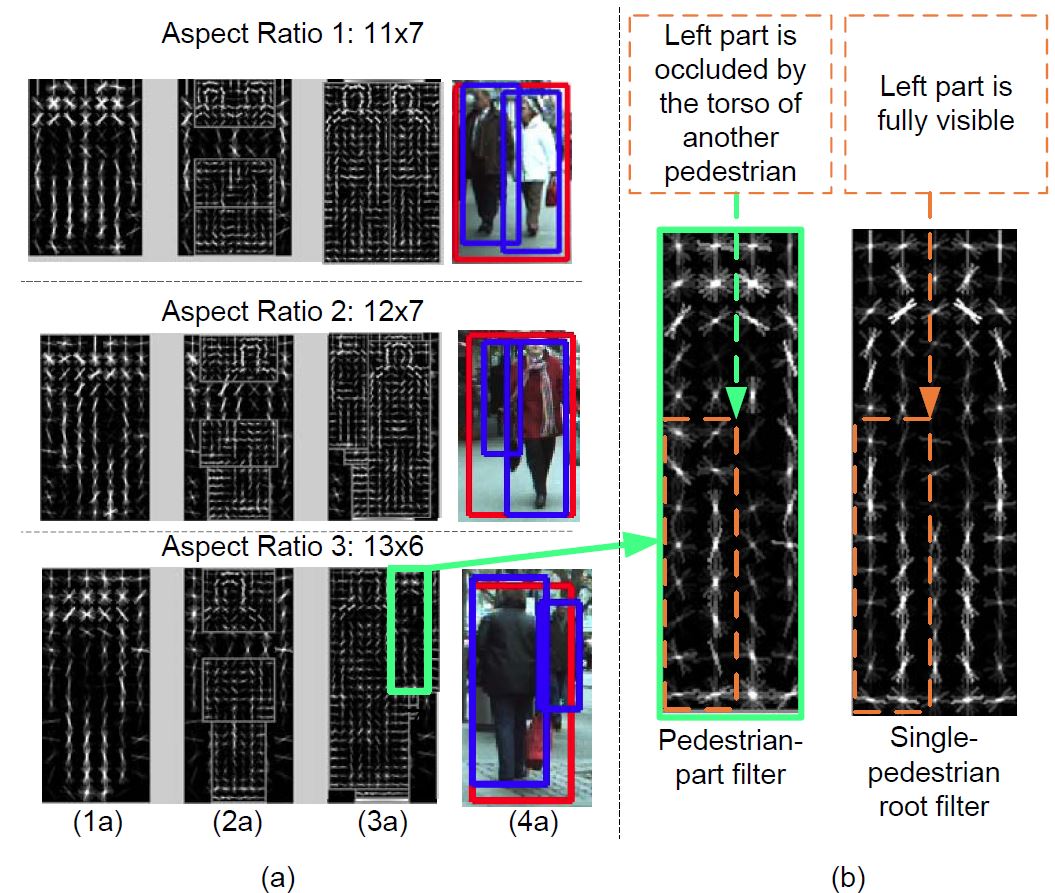 Aspect Ratio 1: 11x7
Aspect Ratio 2: 12x7
Aspect Ratio 3: 13x6
(1a)
(2a)
(3a)
(4a)
(a)
Left part is
occluded by
the torso of
another
pedestrian
Left part is
fully visible
Pedestrian-
part filter
Single-
pedestrian
root filter
(b)